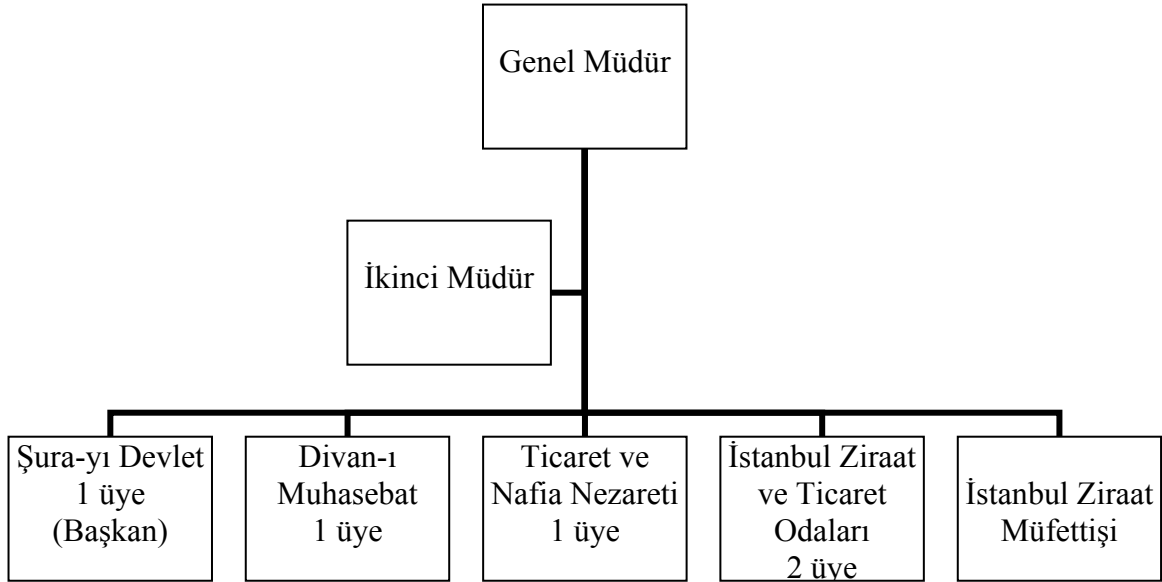 Genel Müdür
İkinci Müdür
Şura-yı Devlet
1 üye
(Başkan)
Divan-ı
Muhasebat
1 üye
Ticaret ve
Nafia Nezareti
1 üye
İstanbul Ziraat
ve Ticaret
Odaları
2 üye
İstanbul Ziraat
Müfettişi